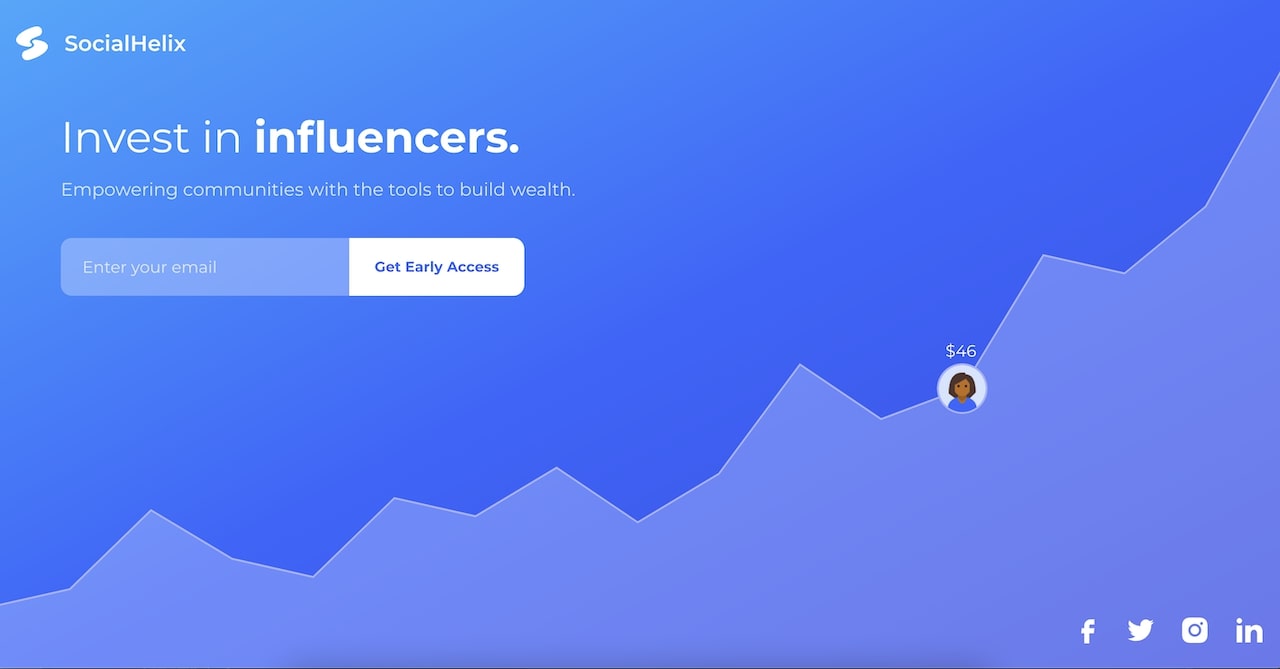 SocialHelix
Invest in influencers.
Empowering communities with the tools to build wealth.
Enter your email
Get Early Access
$46